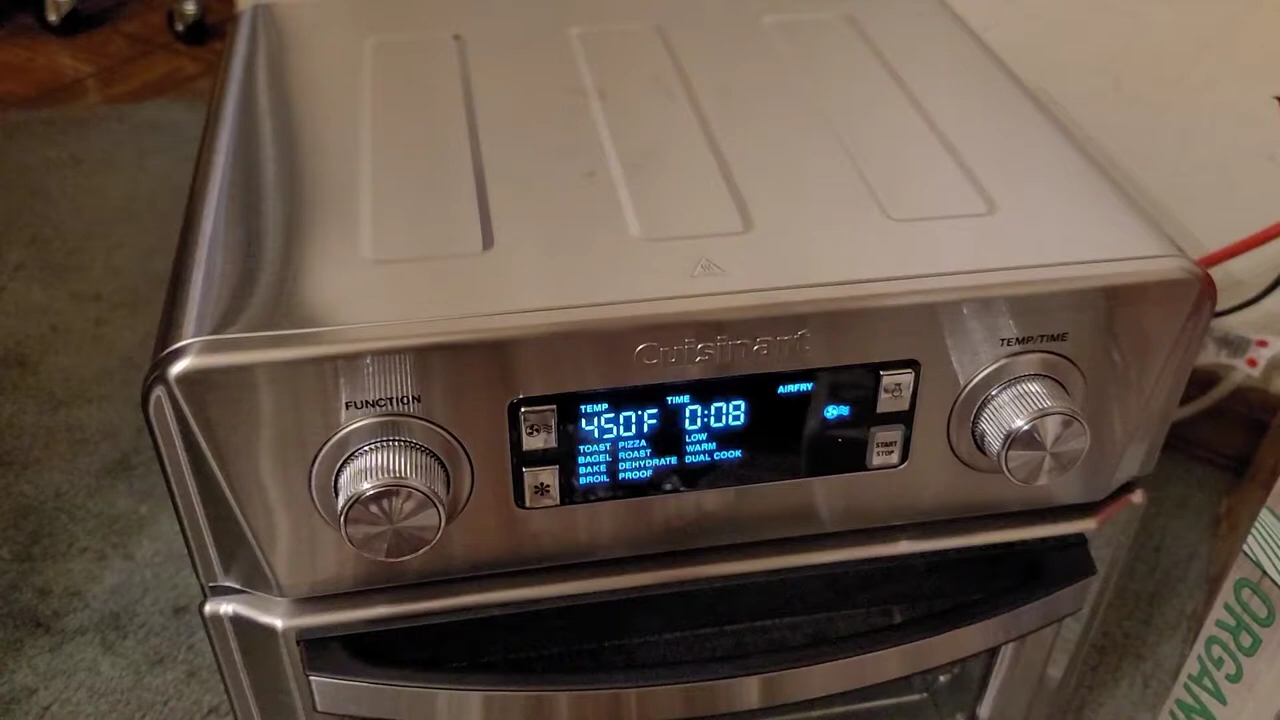 Cuisinart
TEMP/TIME
FUNCTION
AIRFRY
TEMP TIME
450°F 0:08
TOAST PIZZA LOW
BAGEL ROAST WARM
BAKE DEHYDRATE DUAL COOK
BROIL PROOF
START
STOP